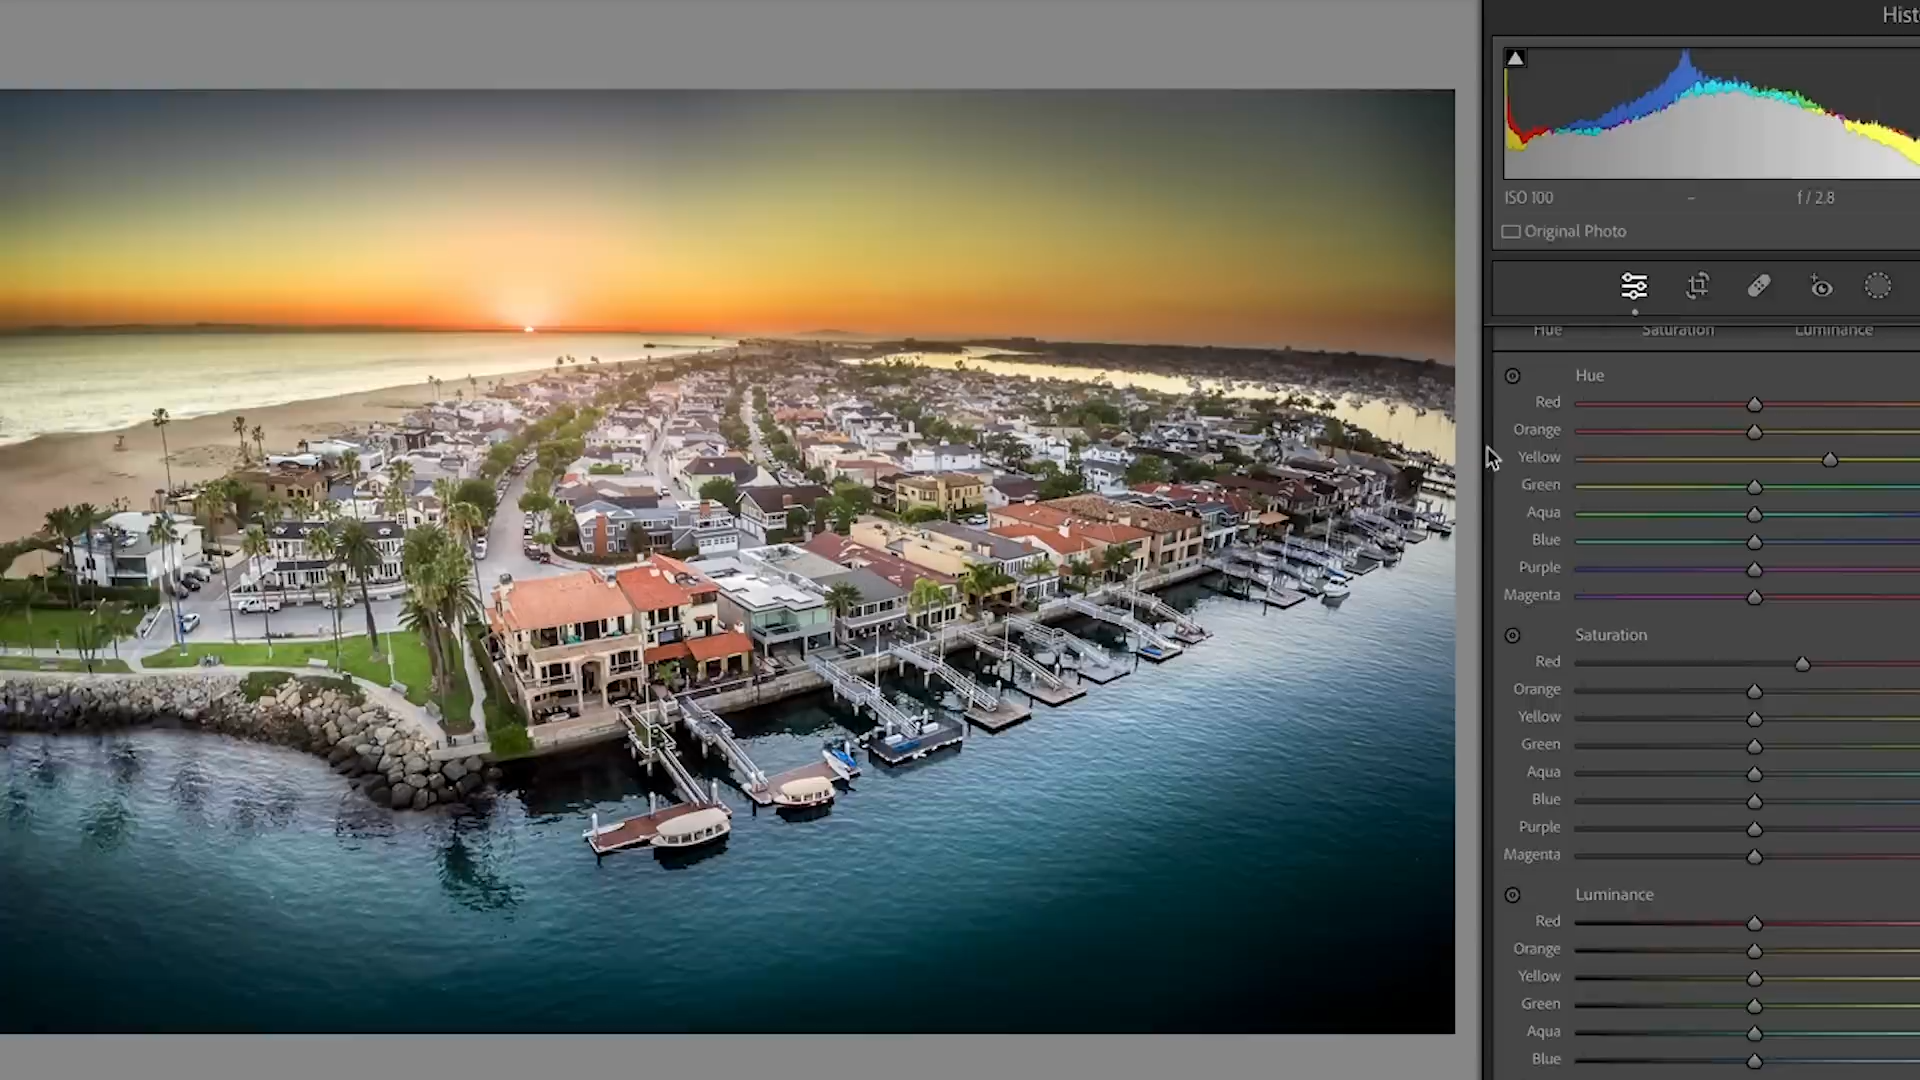 Hist
ISO 100 – f / 2.8
Original Photo
Hue Saturation Luminance
Hue
Red
Orange
Yellow
Green
Aqua
Blue
Purple
Magenta
Saturation
Red
Orange
Yellow
Green
Aqua
Blue
Purple
Magenta
Luminance
Red
Orange
Yellow
Green
Aqua
Blue